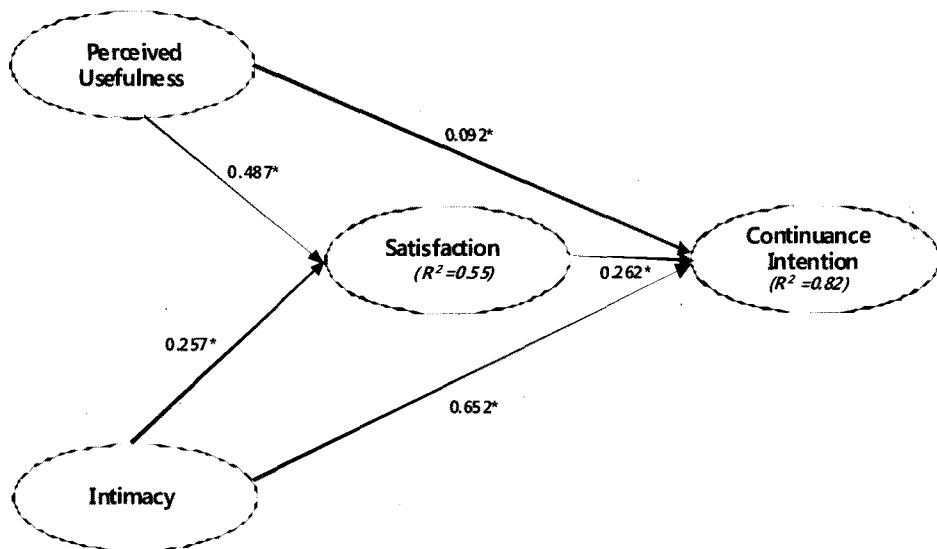 Perceived
Usefulness
0.092*
0.487*
Satisfaction
(R² =0.55)
Continuance
Intention
(R² =0.82)
0.262*
0.257*
0.652*
Intimacy